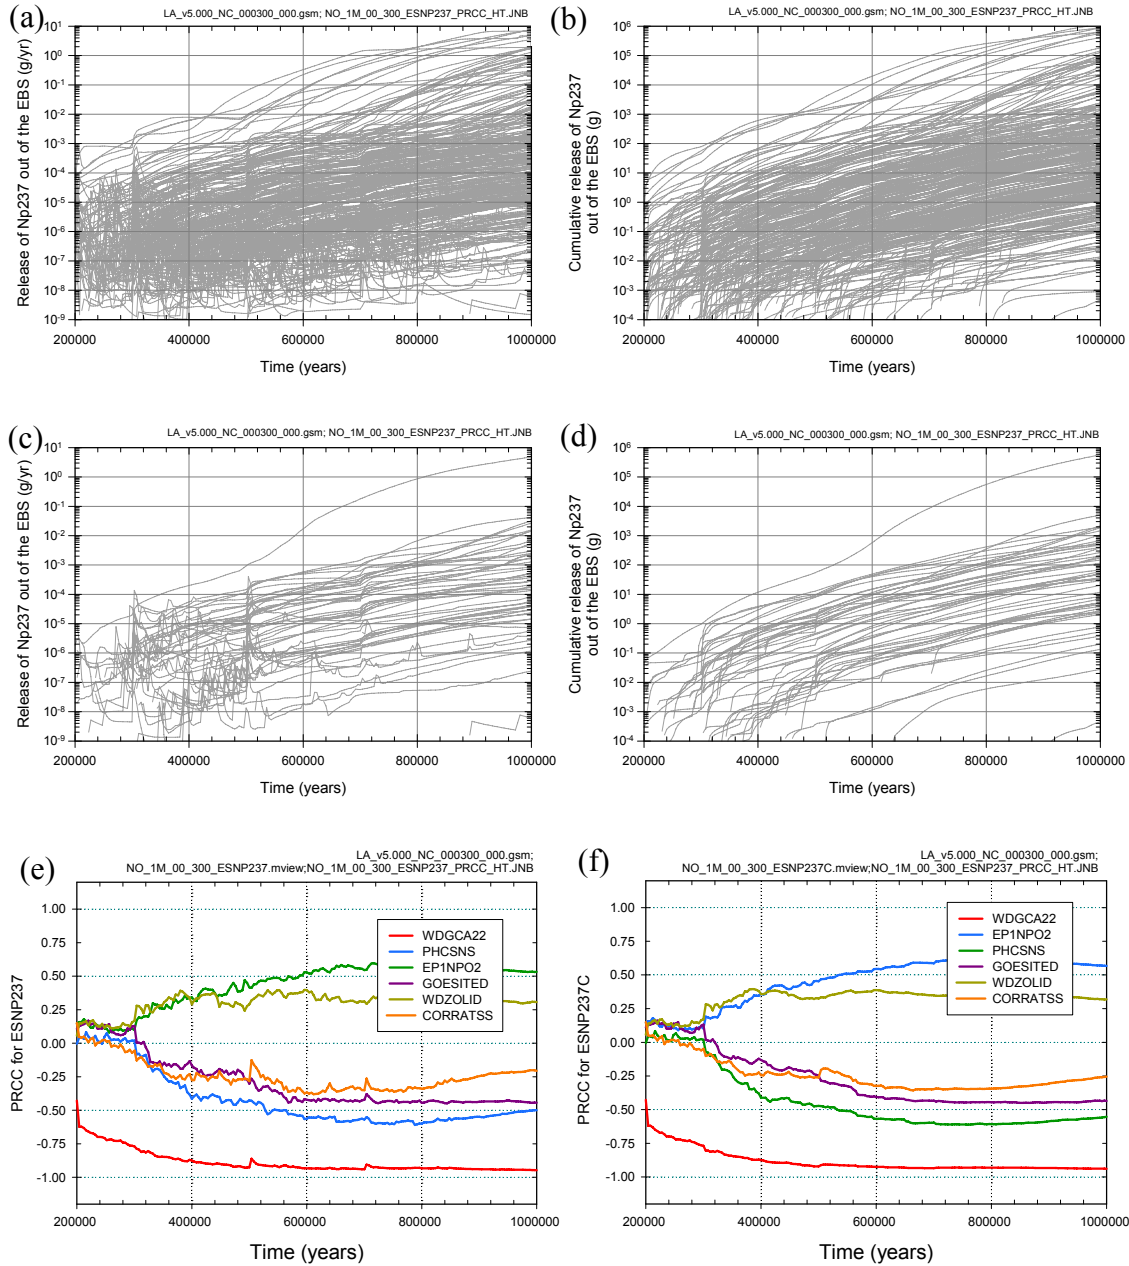 (a)
LA_v5.000_NC_000300_000.gsm; NO_1M_00_300_ESNP237_PRCC_HT.JNB
Release of Np237 out of the EBS (g/yr)
10^1
10^0
10^-1
10^-2
10^-3
10^-4
10^-5
10^-6
10^-7
10^-8
10^-9
200000 400000 600000 800000 1000000
Time (years)
(b)
LA_v5.000_NC_000300_000.gsm; NO_1M_00_300_ESNP237_PRCC_HT.JNB
Cumulative release of Np237
out of the EBS (g)
10^6
10^5
10^4
10^3
10^2
10^1
10^0
10^-1
10^-2
10^-3
10^-4
200000 400000 600000 800000 1000000
Time (years)
(c)
LA_v5.000_NC_000300_000.gsm; NO_1M_00_300_ESNP237_PRCC_HT.JNB
Release of Np237 out of the EBS (g/yr)
10^1
10^0
10^-1
10^-2
10^-3
10^-4
10^-5
10^-6
10^-7
10^-8
10^-9
200000 400000 600000 800000 1000000
Time (years)
(d)
LA_v5.000_NC_000300_000.gsm; NO_1M_00_300_ESNP237_PRCC_HT.JNB
Cumulative release of Np237
out of the EBS (g)
10^6
10^5
10^4
10^3
10^2
10^1
10^0
10^-1
10^-2
10^-3
10^-4
200000 400000 600000 800000 1000000
Time (years)
(e)
LA_v5.000_NC_000300_000.gsm;
NO_1M_00_300_ESNP237.mview;NO_1M_00_300_ESNP237_PRCC_HT.JNB
PRCC for ESNP237
1.00
0.75
0.50
0.25
0.00
-0.25
-0.50
-0.75
-1.00
WDGCA22
PHCSNS
EP1NPO2
GOESITED
WDZOLID
CORRATSS
200000 400000 600000 800000 1000000
Time (years)
(f)
LA_v5.000_NC_000300_000.gsm;
NO_1M_00_300_ESNP237C.mview;NO_1M_00_300_ESNP237_PRCC_HT.JNB
PRCC for ESNP237C
1.00
0.75
0.50
0.25
0.00
-0.25
-0.50
-0.75
-1.00
WDGCA22
EP1NPO2
PHCSNS
GOESITED
WDZOLID
CORRATSS
200000 400000 600000 800000 1000000
Time (years)